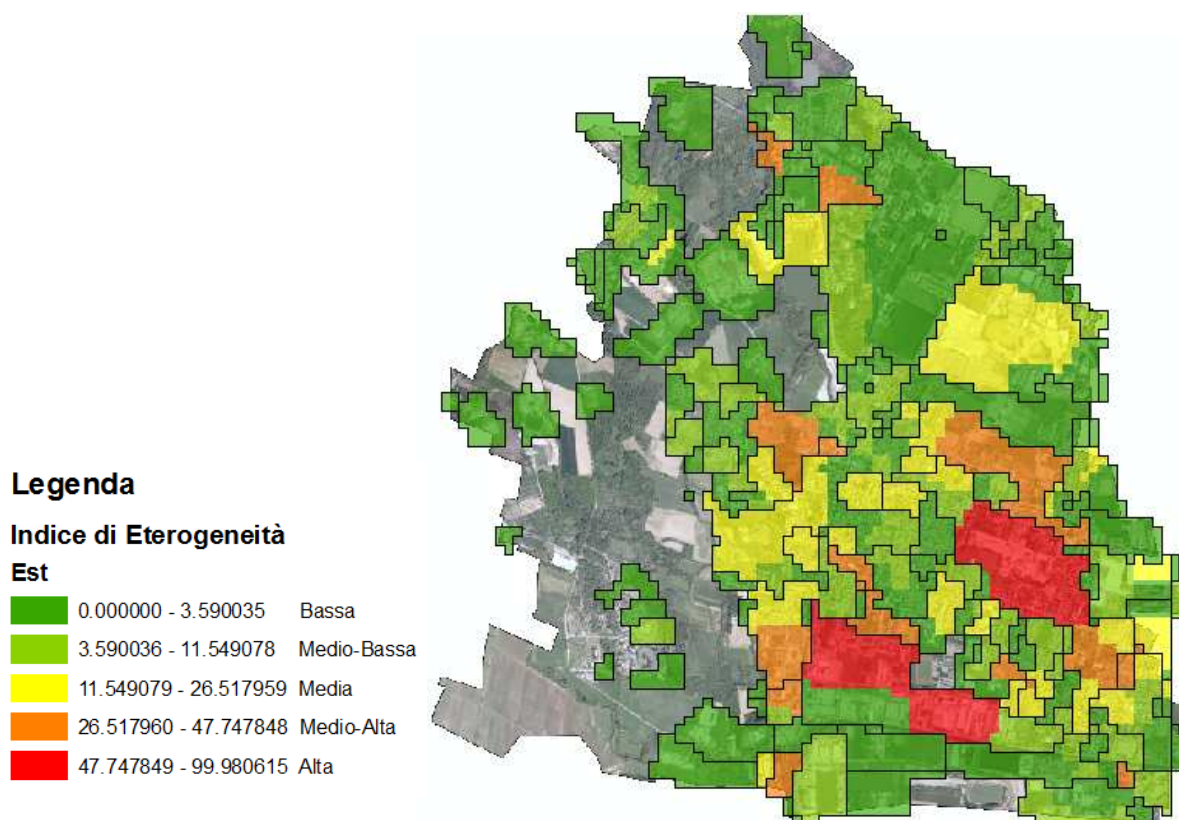 Legenda
Indice di Eterogeneità
Est
0.000000 - 3.590035 Bassa
3.590036 - 11.549078 Medio-Bassa
11.549079 - 26.517959 Media
26.517960 - 47.747848 Medio-Alta
47.747849 - 99.980615 Alta